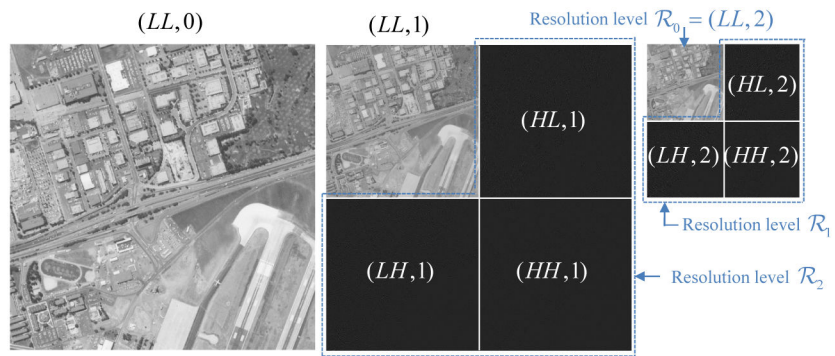 (LL,0)
(LL,1)
Resolution level ℛ₀ = (LL,2)
(HL,1)
(HL,2)
(LH,2)
(HH,2)
Resolution level ℛ₁
(LH,1)
(HH,1)
Resolution level ℛ₂